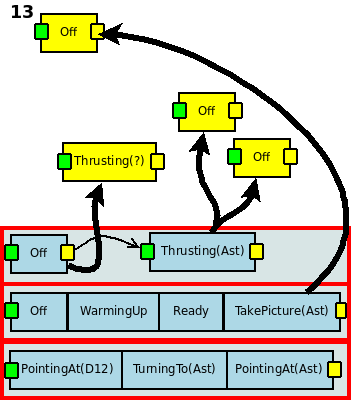 13
Off
Off
Thrusting(?)
Off
Off
Thrusting(Ast)
Off WarmingUp Ready TakePicture(Ast)
PointingAt(D12) TurningTo(Ast) PointingAt(Ast)